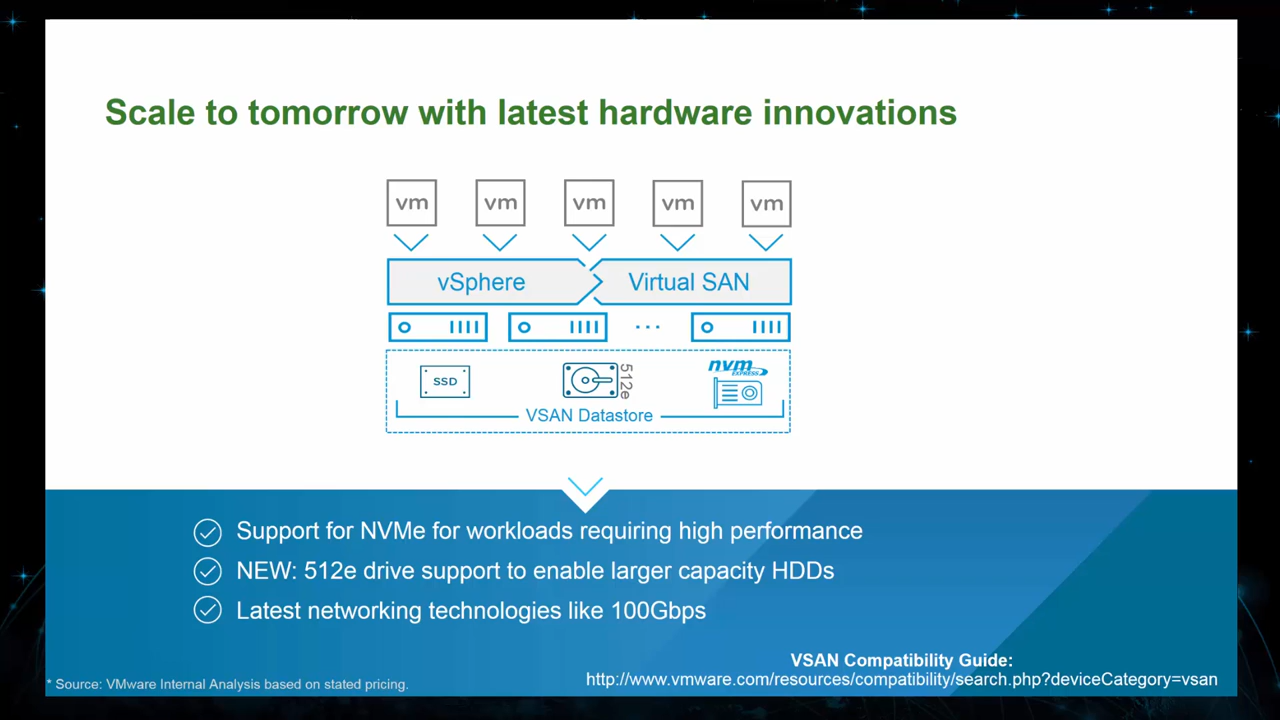 Scale to tomorrow with latest hardware innovations
vm vm vm vm vm
vSphere Virtual SAN
...
SSD 512e nvm EXPRESS
VSAN Datastore
Support for NVMe for workloads requiring high performance
NEW: 512e drive support to enable larger capacity HDDs
Latest networking technologies like 100Gbps
VSAN Compatibility Guide:
http://www.vmware.com/resources/compatibility/search.php?deviceCategory=vsan
* Source: VMware Internal Analysis based on stated pricing.